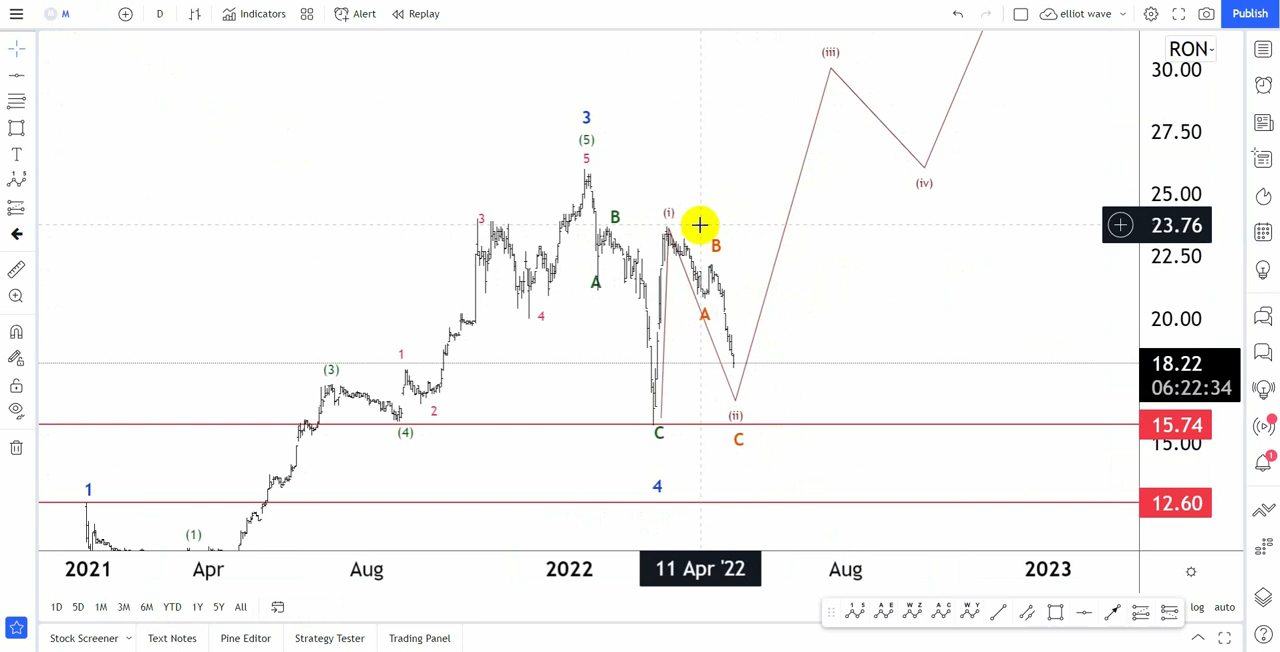 M D Indicators Alert Replay elliot wave Publish
RON
30.00
(iii)
3
27.50
(5)
5
(iv)
25.00
3
B
(i)
23.76
B
22.50
A
4
A
20.00
1
18.22
(3)
06:22:34
2
(ii)
15.74
(4)
C
C
15.00
1
4
12.60
(1)
2021 Apr Aug 2022 11 Apr '22 Aug 2023
1D 5D 1M 3M 6M YTD 1Y 5Y All
log auto
Stock Screener Text Notes Pine Editor Strategy Tester Trading Panel